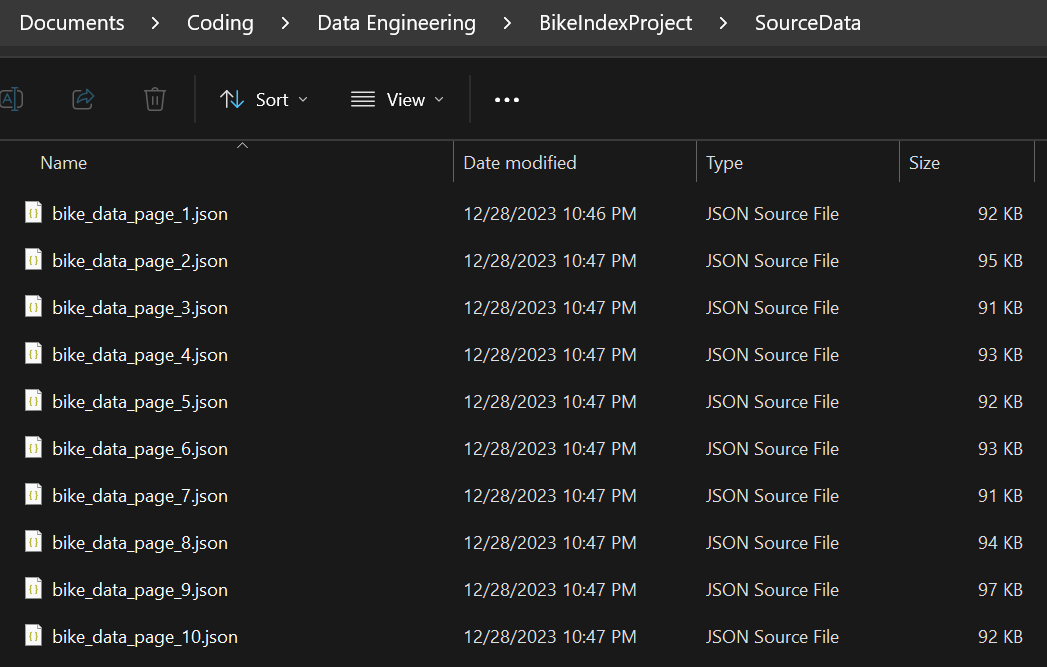 Documents > Coding > Data Engineering > BikeIndexProject > SourceData
Sort View ...
Name Date modified Type Size
bike_data_page_1.json 12/28/2023 10:46 PM JSON Source File 92 KB
bike_data_page_2.json 12/28/2023 10:47 PM JSON Source File 95 KB
bike_data_page_3.json 12/28/2023 10:47 PM JSON Source File 91 KB
bike_data_page_4.json 12/28/2023 10:47 PM JSON Source File 93 KB
bike_data_page_5.json 12/28/2023 10:47 PM JSON Source File 92 KB
bike_data_page_6.json 12/28/2023 10:47 PM JSON Source File 93 KB
bike_data_page_7.json 12/28/2023 10:47 PM JSON Source File 91 KB
bike_data_page_8.json 12/28/2023 10:47 PM JSON Source File 94 KB
bike_data_page_9.json 12/28/2023 10:47 PM JSON Source File 97 KB
bike_data_page_10.json 12/28/2023 10:47 PM JSON Source File 92 KB